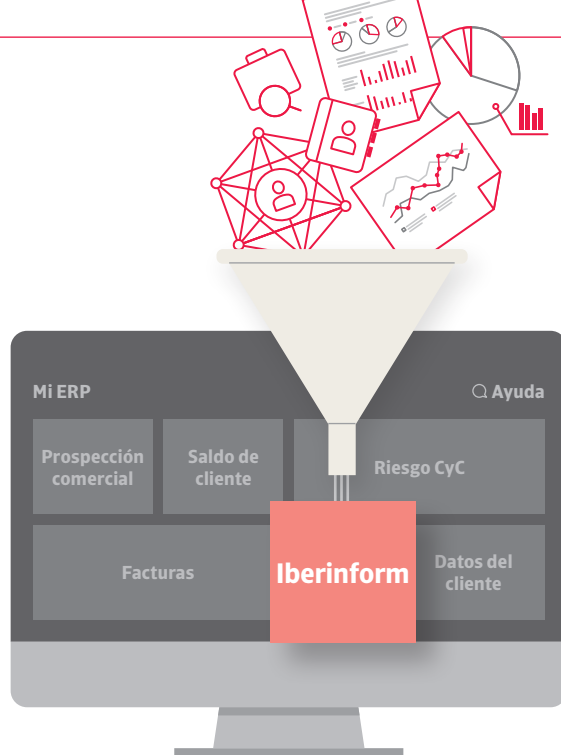 Mi ERP
Ayuda
Prospección
comercial
Saldo de
cliente
Riesgo CyC
Facturas
Iberinform
Datos del
cliente